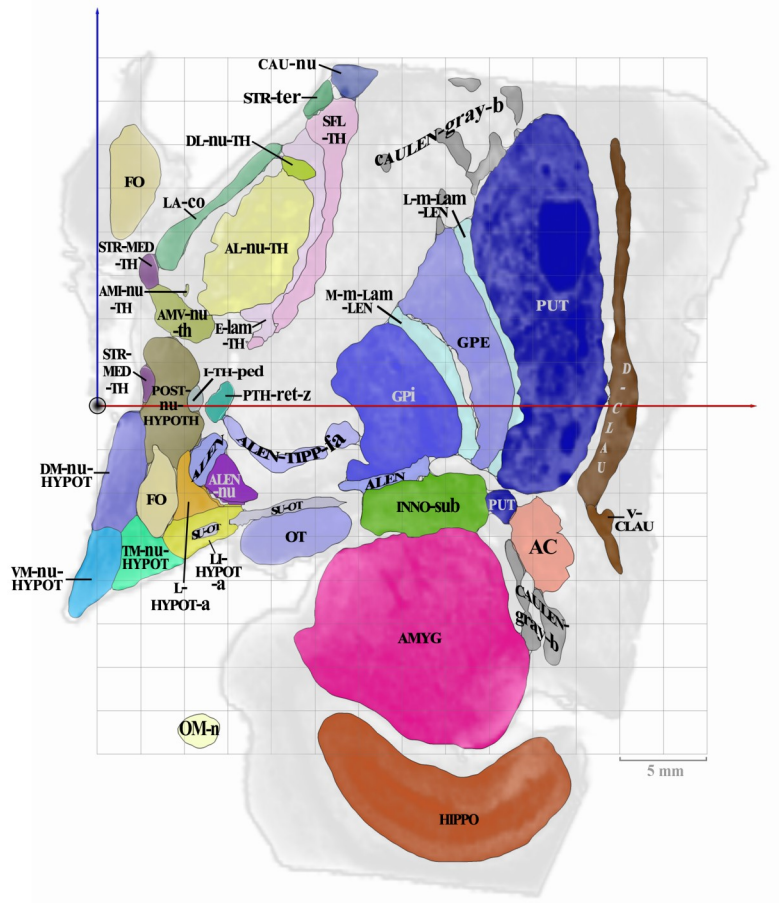 CAU-nu
STR-ter
SFL
-TH
CAULEN-gray-b
DL-nu-TH
FO
LA-co
L-m-Lam
-LEN
STR-MED
-TH
AL-nu-TH
AMI-nu
-TH
M-m-Lam
-LEN
PUT
AMV-nu
-th
E-lam
-TH
GPE
STR-
MED
-TH
I-TH-ped
POST-
nu-
HYPOTH
PTH-ret-z
GPi
D-CLAU
ALEN-TIPP-fa
ALEN
DM-nu-
HYPOT
ALEN
-nu
ALEN
FO
INNO-sub
PUT
SU-OT
V-
CLAU
SU-OT
OT
AC
TM-nu-
HYPOT
LI-
HYPOT
-a
VM-nu-
HYPOT
L-
HYPOT-a
CAULEN-
gray-b
AMYG
OM-n
5 mm
HIPPO